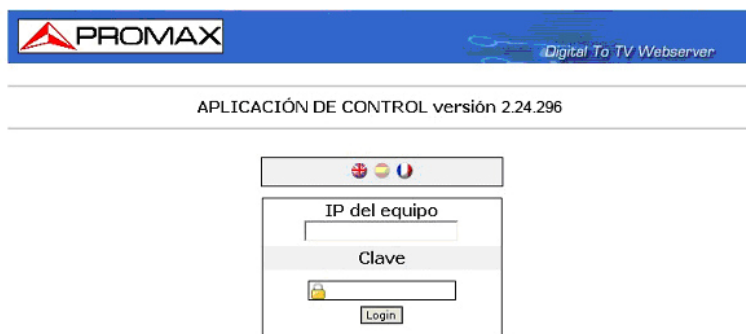 PROMAX
Digital To TV Webserver
APLICACIÓN DE CONTROL versión 2.24.296
IP del equipo
Clave
Login